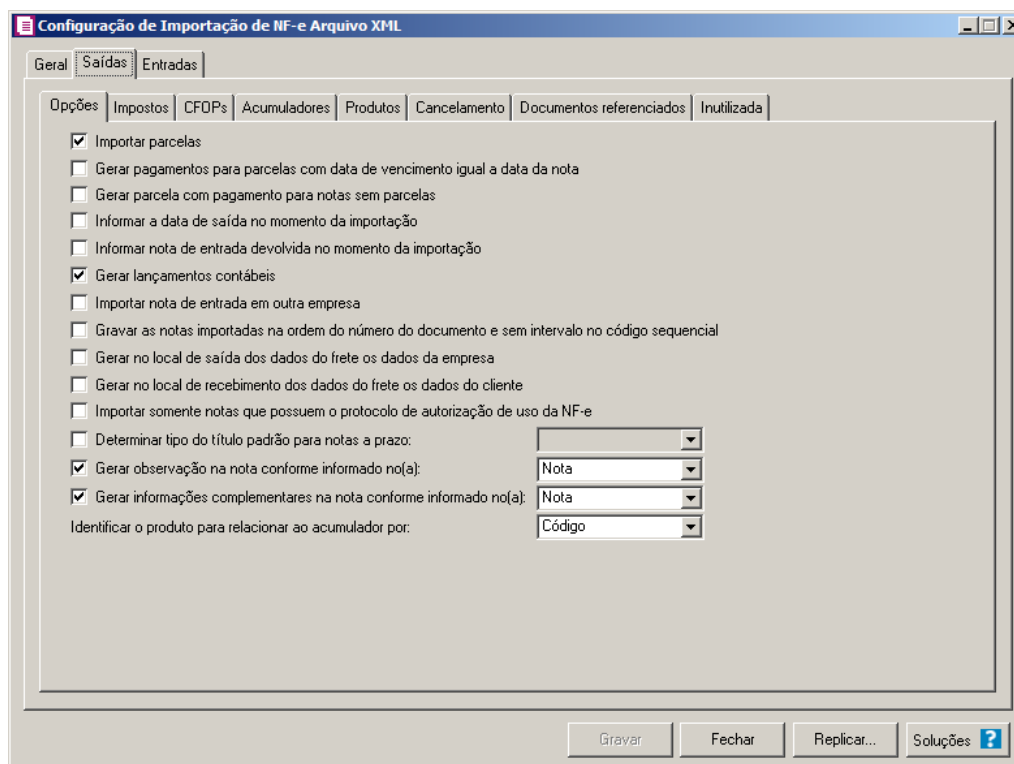 Configuração de Importação de NF-e Arquivo XML
Geral Saídas Entradas
Opções Impostos CFOPs Acumuladores Produtos Cancelamento Documentos referenciados Inutilizada
Importar parcelas
Gerar pagamentos para parcelas com data de vencimento igual a data da nota
Gerar parcela com pagamento para notas sem parcelas
Informar a data de saída no momento da importação
Informar nota de entrada devolvida no momento da importação
Gerar lançamentos contábeis
Importar nota de entrada em outra empresa
Gravar as notas importadas na ordem do número do documento e sem intervalo no código sequencial
Gerar no local de saída dos dados do frete os dados da empresa
Gerar no local de recebimento dos dados do frete os dados do cliente
Importar somente notas que possuem o protocolo de autorização de uso da NF-e
Determinar tipo do título padrão para notas a prazo:
Gerar observação na nota conforme informado no(a): Nota
Gerar informações complementares na nota conforme informado no(a): Nota
Identificar o produto para relacionar ao acumulador por: Código
Gravar Fechar Replicar... Soluções ?